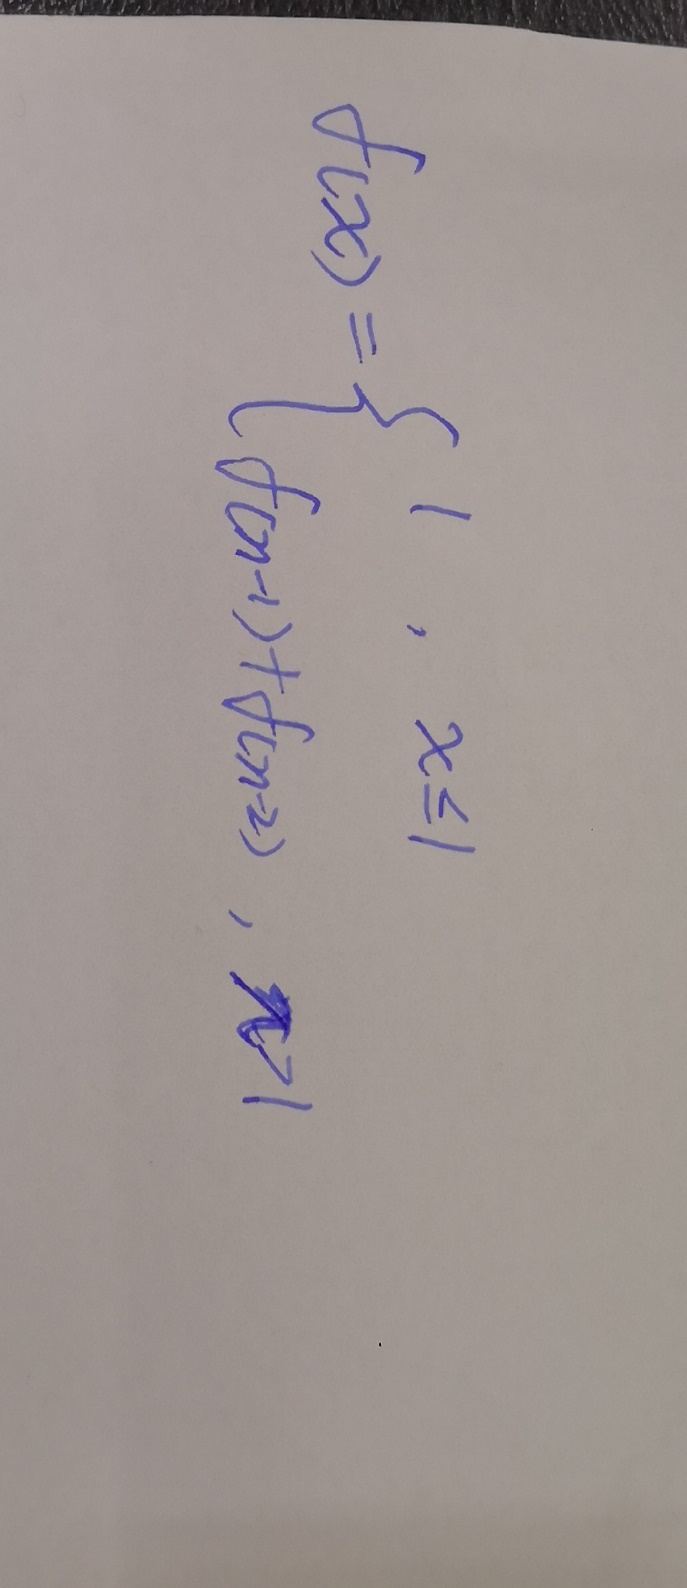 f(x) = { 1 , x ≤ 1
f(x-1) + f(x-2) , x > 1